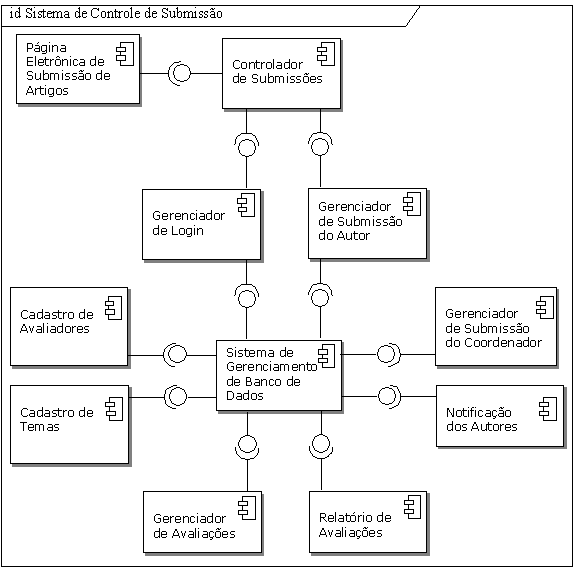 id Sistema de Controle de Submissão
Página
Eletrônica de
Submissão de
Artigos
Controlador
de Submissões
Gerenciador
de Login
Gerenciador
de Submissão
do Autor
Cadastro de
Avaliadores
Sistema de
Gerenciamento
de Banco de
Dados
Gerenciador
de Submissão
do Coordenador
Cadastro de
Temas
Notificação
dos Autores
Gerenciador
de Avaliações
Relatório de
Avaliações